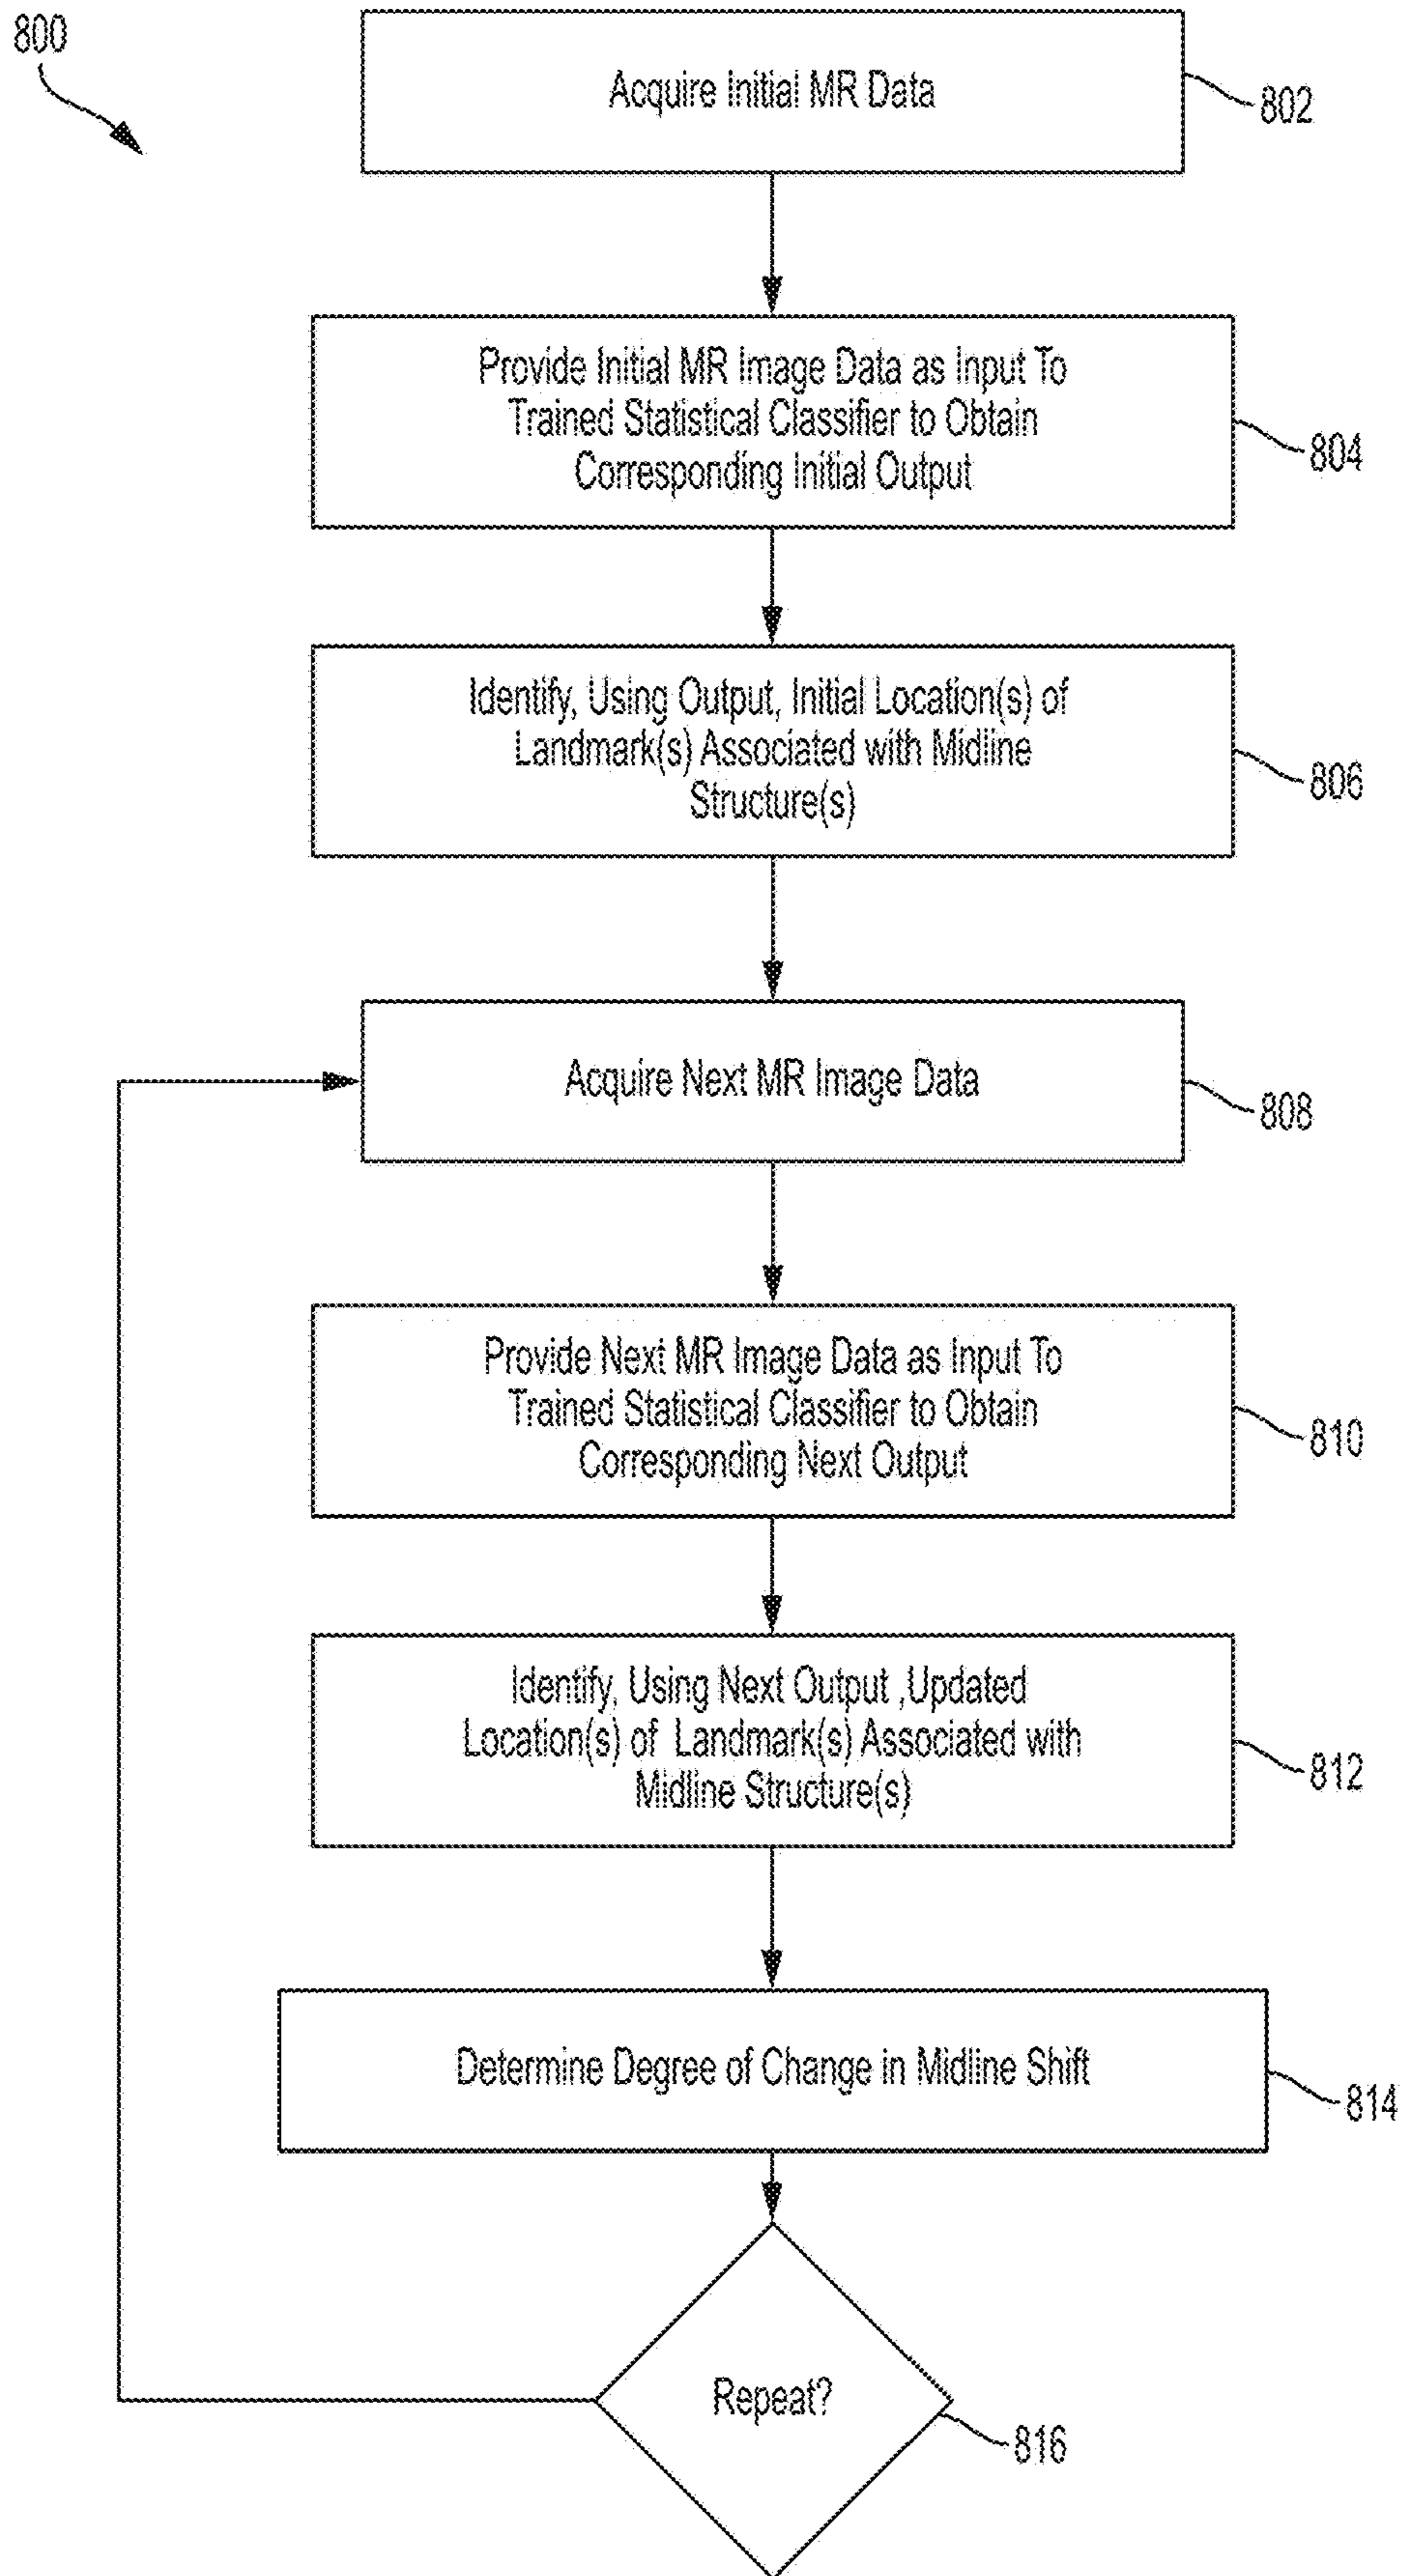 800
Acquire Initial MR Data
802
Provide Initial MR Image Data as Input To
Trained Statistical Classifier to Obtain
Corresponding Initial Output
804
Identify, Using Output, Initial Location(s) of
Landmark(s) Associated with Midline
Structure(s)
806
Acquire Next MR Image Data
808
Provide Next MR Image Data as Input To
Trained Statistical Classifier to Obtain
Corresponding Next Output
810
Identify, Using Next Output ,Updated
Location(s) of Landmark(s) Associated with
Midline Structure(s)
812
Determine Degree of Change in Midline Shift
814
Repeat?
816